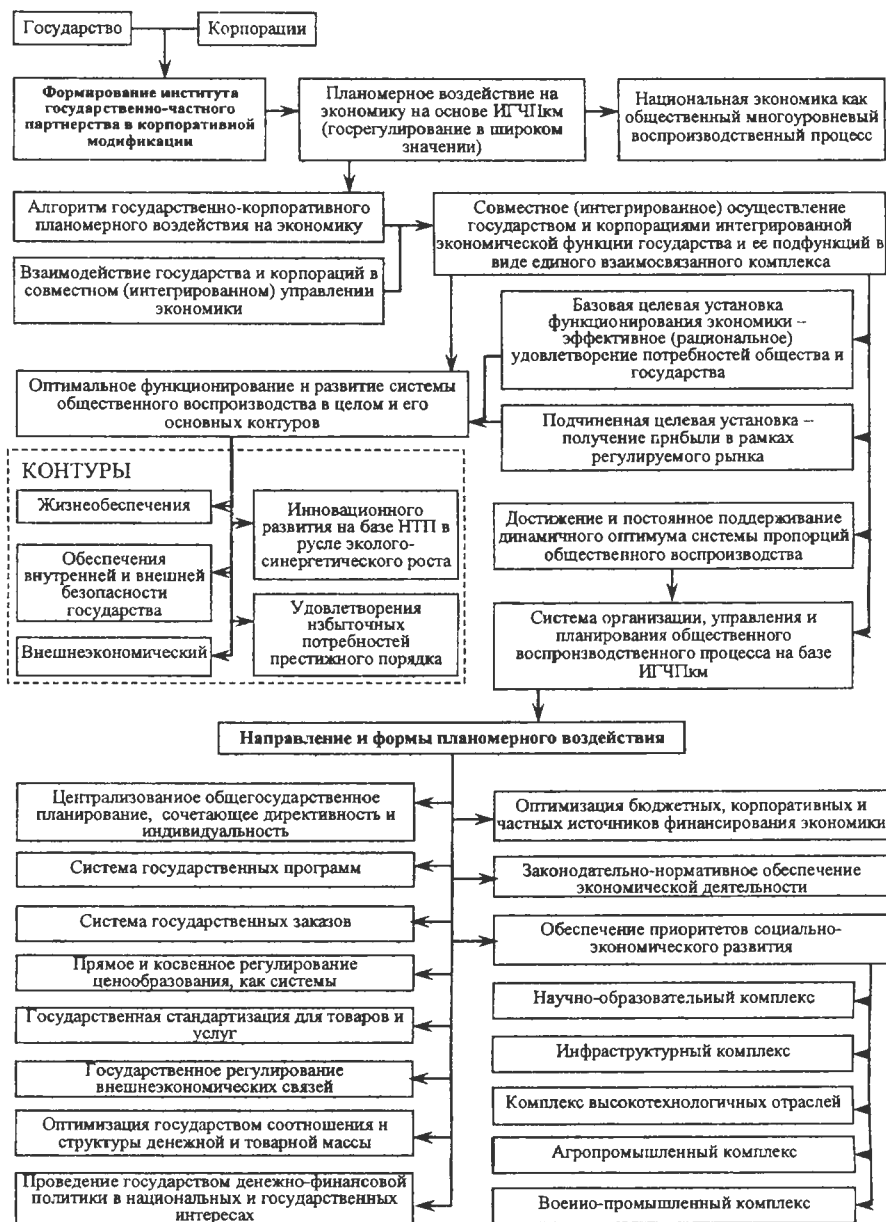 Государство
Корпорации
Формирование института
государственно-частного
партнерства в корпоративной
модификации
Планомерное воздействие на
экономику на основе ИГЧПкм
(госрегулирование в широком
значении)
Национальная экономика как
общественный многоуровневый
воспроизводственный процесс
Алгоритм государственно-корпоративного
планомерного воздействия на экономику
Взаимодействие государства и корпораций в
совместном (интегрированном) управлении
экономики
Совместное (интегрированное) осуществление
государством и корпорациями интегрированной
экономической функции государства и ее подфункций в
виде единого взаимосвязанного комплекса
Базовая целевая установка
функционирования экономики –
эффективное (рациональное)
удовлетворение потребностей общества и
государства
Оптимальное функционирование и развитие системы
общественного воспроизводства в целом и его
основных контуров
Подчиненная целевая установка –
получение прибыли в рамках
регулируемого рынка
КОНТУРЫ
Жизнеобеспечения
Обеспечения
внутренней и внешней
безопасности
государства
Внешнеэкономический
Инновационного
развития на базе НТП в
русле эколого-
синергетического роста
Удовлетворения
избыточных
потребностей
престижного порядка
Достижение и постоянное поддерживание
динамичного оптимума системы пропорций
общественного воспроизводства
Система организации, управления и
планирования общественного
воспроизводственного процесса на базе
ИГЧПкм
Направление и формы планомерного воздействия
Централизованное общегосударственное
планирование, сочетающее директивность и
индивидуальность
Система государственных программ
Система государственных заказов
Прямое и косвенное регулирование
ценообразования, как системы
Государственная стандартизация для товаров и
услуг
Государственное регулирование
внешнеэкономических связей
Оптимизация государством соотношения и
структуры денежной и товарной массы
Проведение государством денежно-финансовой
политики в национальных и государственных
интересах
Оптимизация бюджетных, корпоративных и
частных источников финансирования экономики
Законодательно-нормативное обеспечение
экономической деятельности
Обеспечение приоритетов социально-
экономического развития
Научно-образовательный комплекс
Инфраструктурный комплекс
Комплекс высокотехнологичных отраслей
Агропромышленный комплекс
Военно-промышленный комплекс